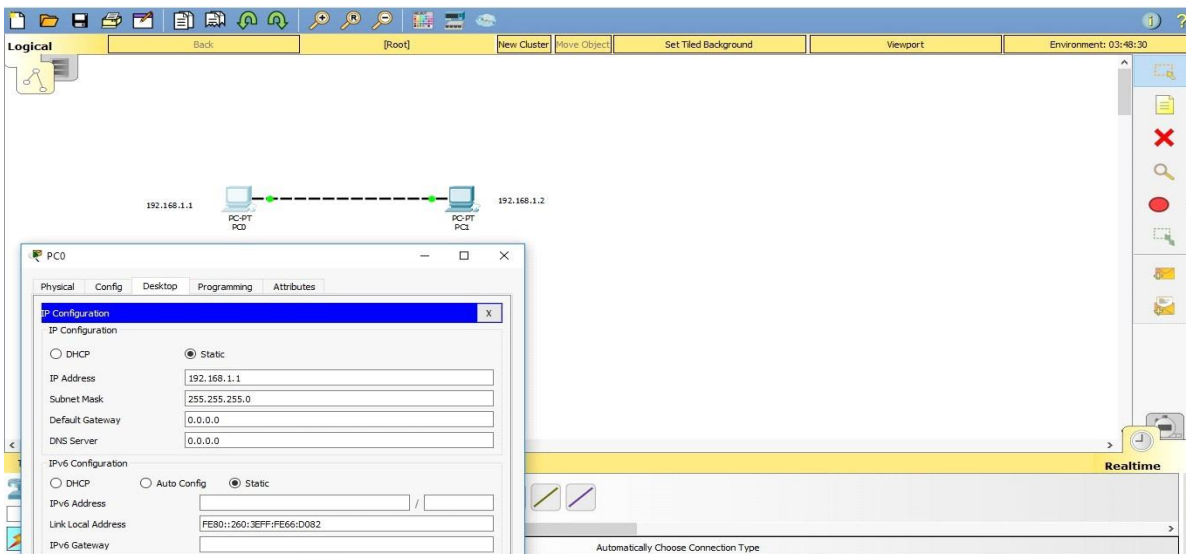 Logical Back [Root] New Cluster Move Object Set Tiled Background Viewport Environment: 03:48:30
192.168.1.1
PC-PT
PC0
PC-PT
PC1
192.168.1.2
PC0
Physical Config Desktop Programming Attributes
IP Configuration X
IP Configuration
DHCP Static
IP Address 192.168.1.1
Subnet Mask 255.255.255.0
Default Gateway 0.0.0.0
DNS Server 0.0.0.0
IPv6 Configuration
DHCP Auto Config Static
IPv6 Address /
Link Local Address FE80::260:3EFF:FE66:D082
IPv6 Gateway
Realtime
Automatically Choose Connection Type